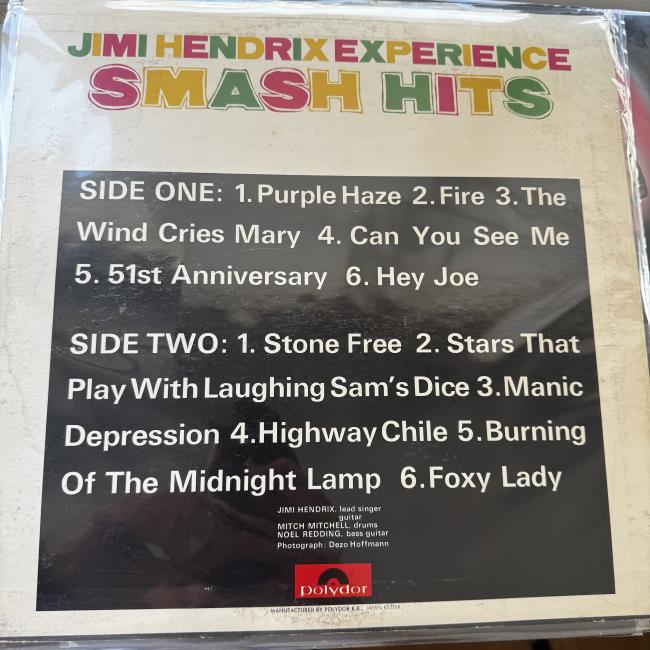 JIMI HENDRIX EXPERIENCE
SMASH HITS
SIDE ONE: 1. Purple Haze 2. Fire 3. The
Wind Cries Mary 4. Can You See Me
5. 51st Anniversary 6. Hey Joe
SIDE TWO: 1. Stone Free 2. Stars That
Play With Laughing Sam's Dice 3. Manic
Depression 4. Highway Chile 5. Burning
Of The Midnight Lamp 6. Foxy Lady
JIMI HENDRIX, lead singer
guitar
MITCH MITCHELL, drums
NOEL REDDING, bass guitar
Photograph: Dezo Hoffmann
polydor
MANUFACTURED BY POLYDOR K.K., JAPAN